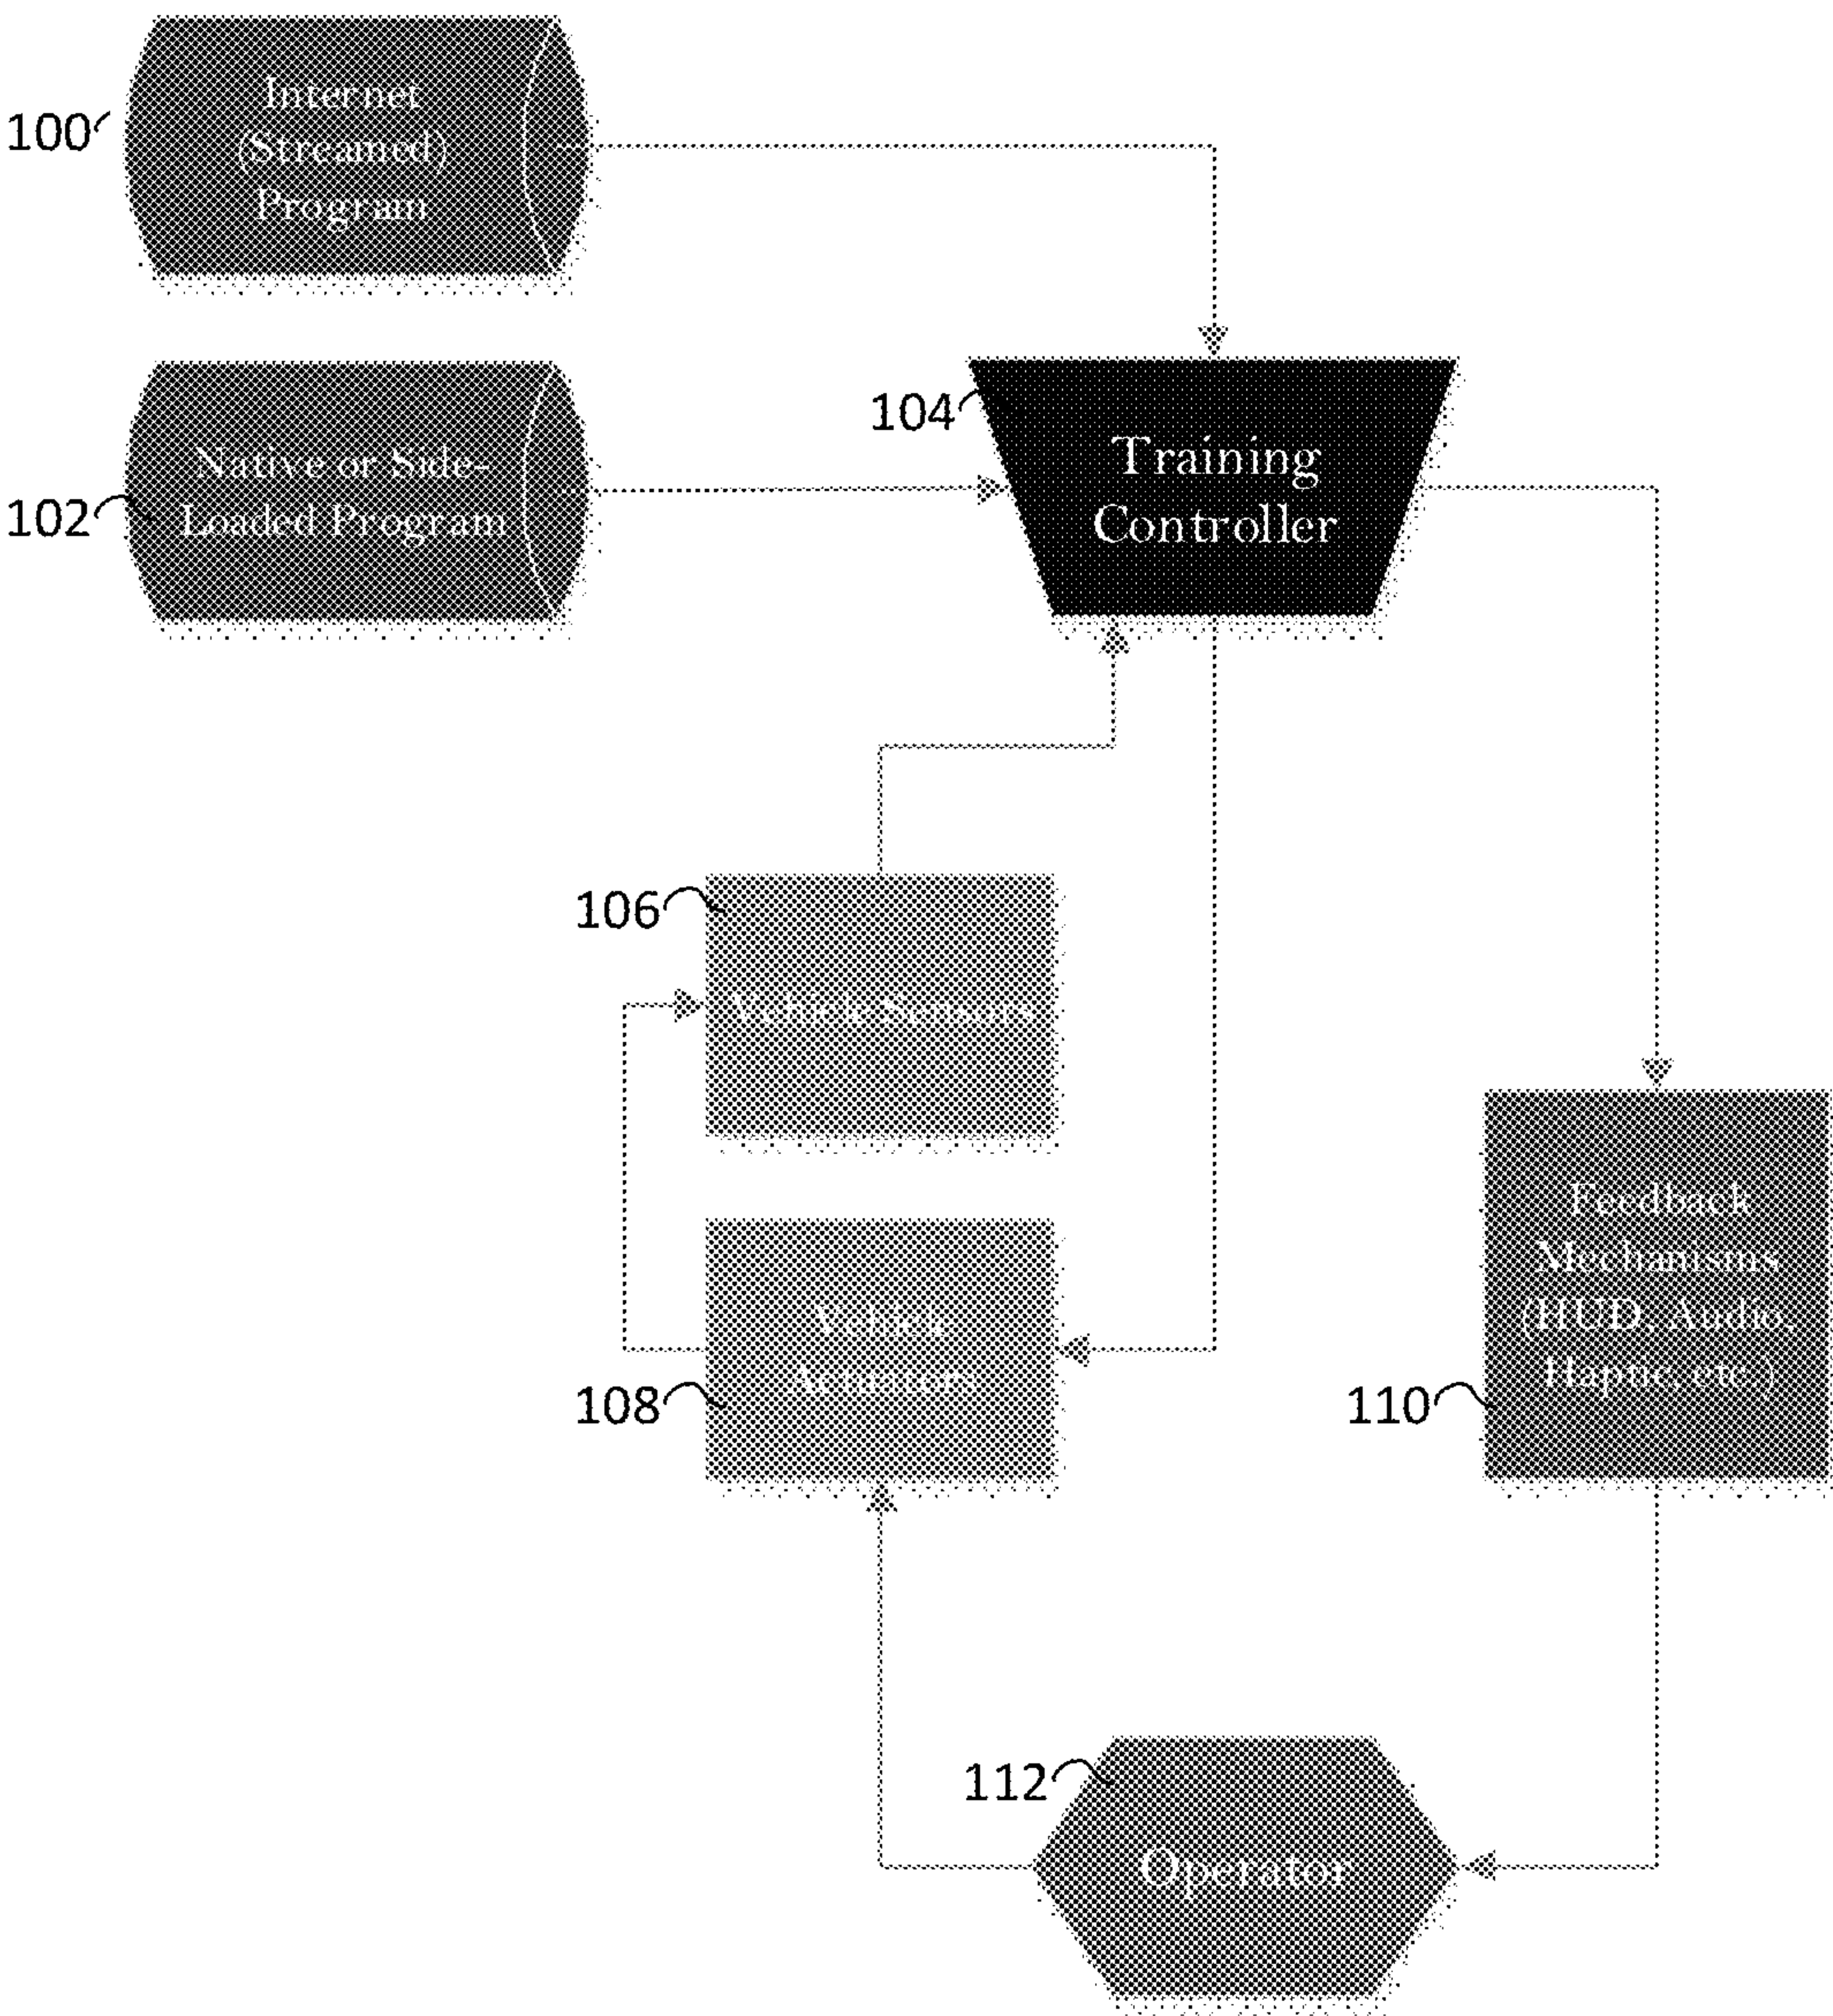 100
Internet
(Streamed)
Program
102
Native or Side-
Loaded Program
104
Training
Controller
106
Vehicle Sensors
108
Vehicle
Actuators
110
Feedback
Mechanisms
(HUD, Audio,
Haptic, etc.)
112
Operator